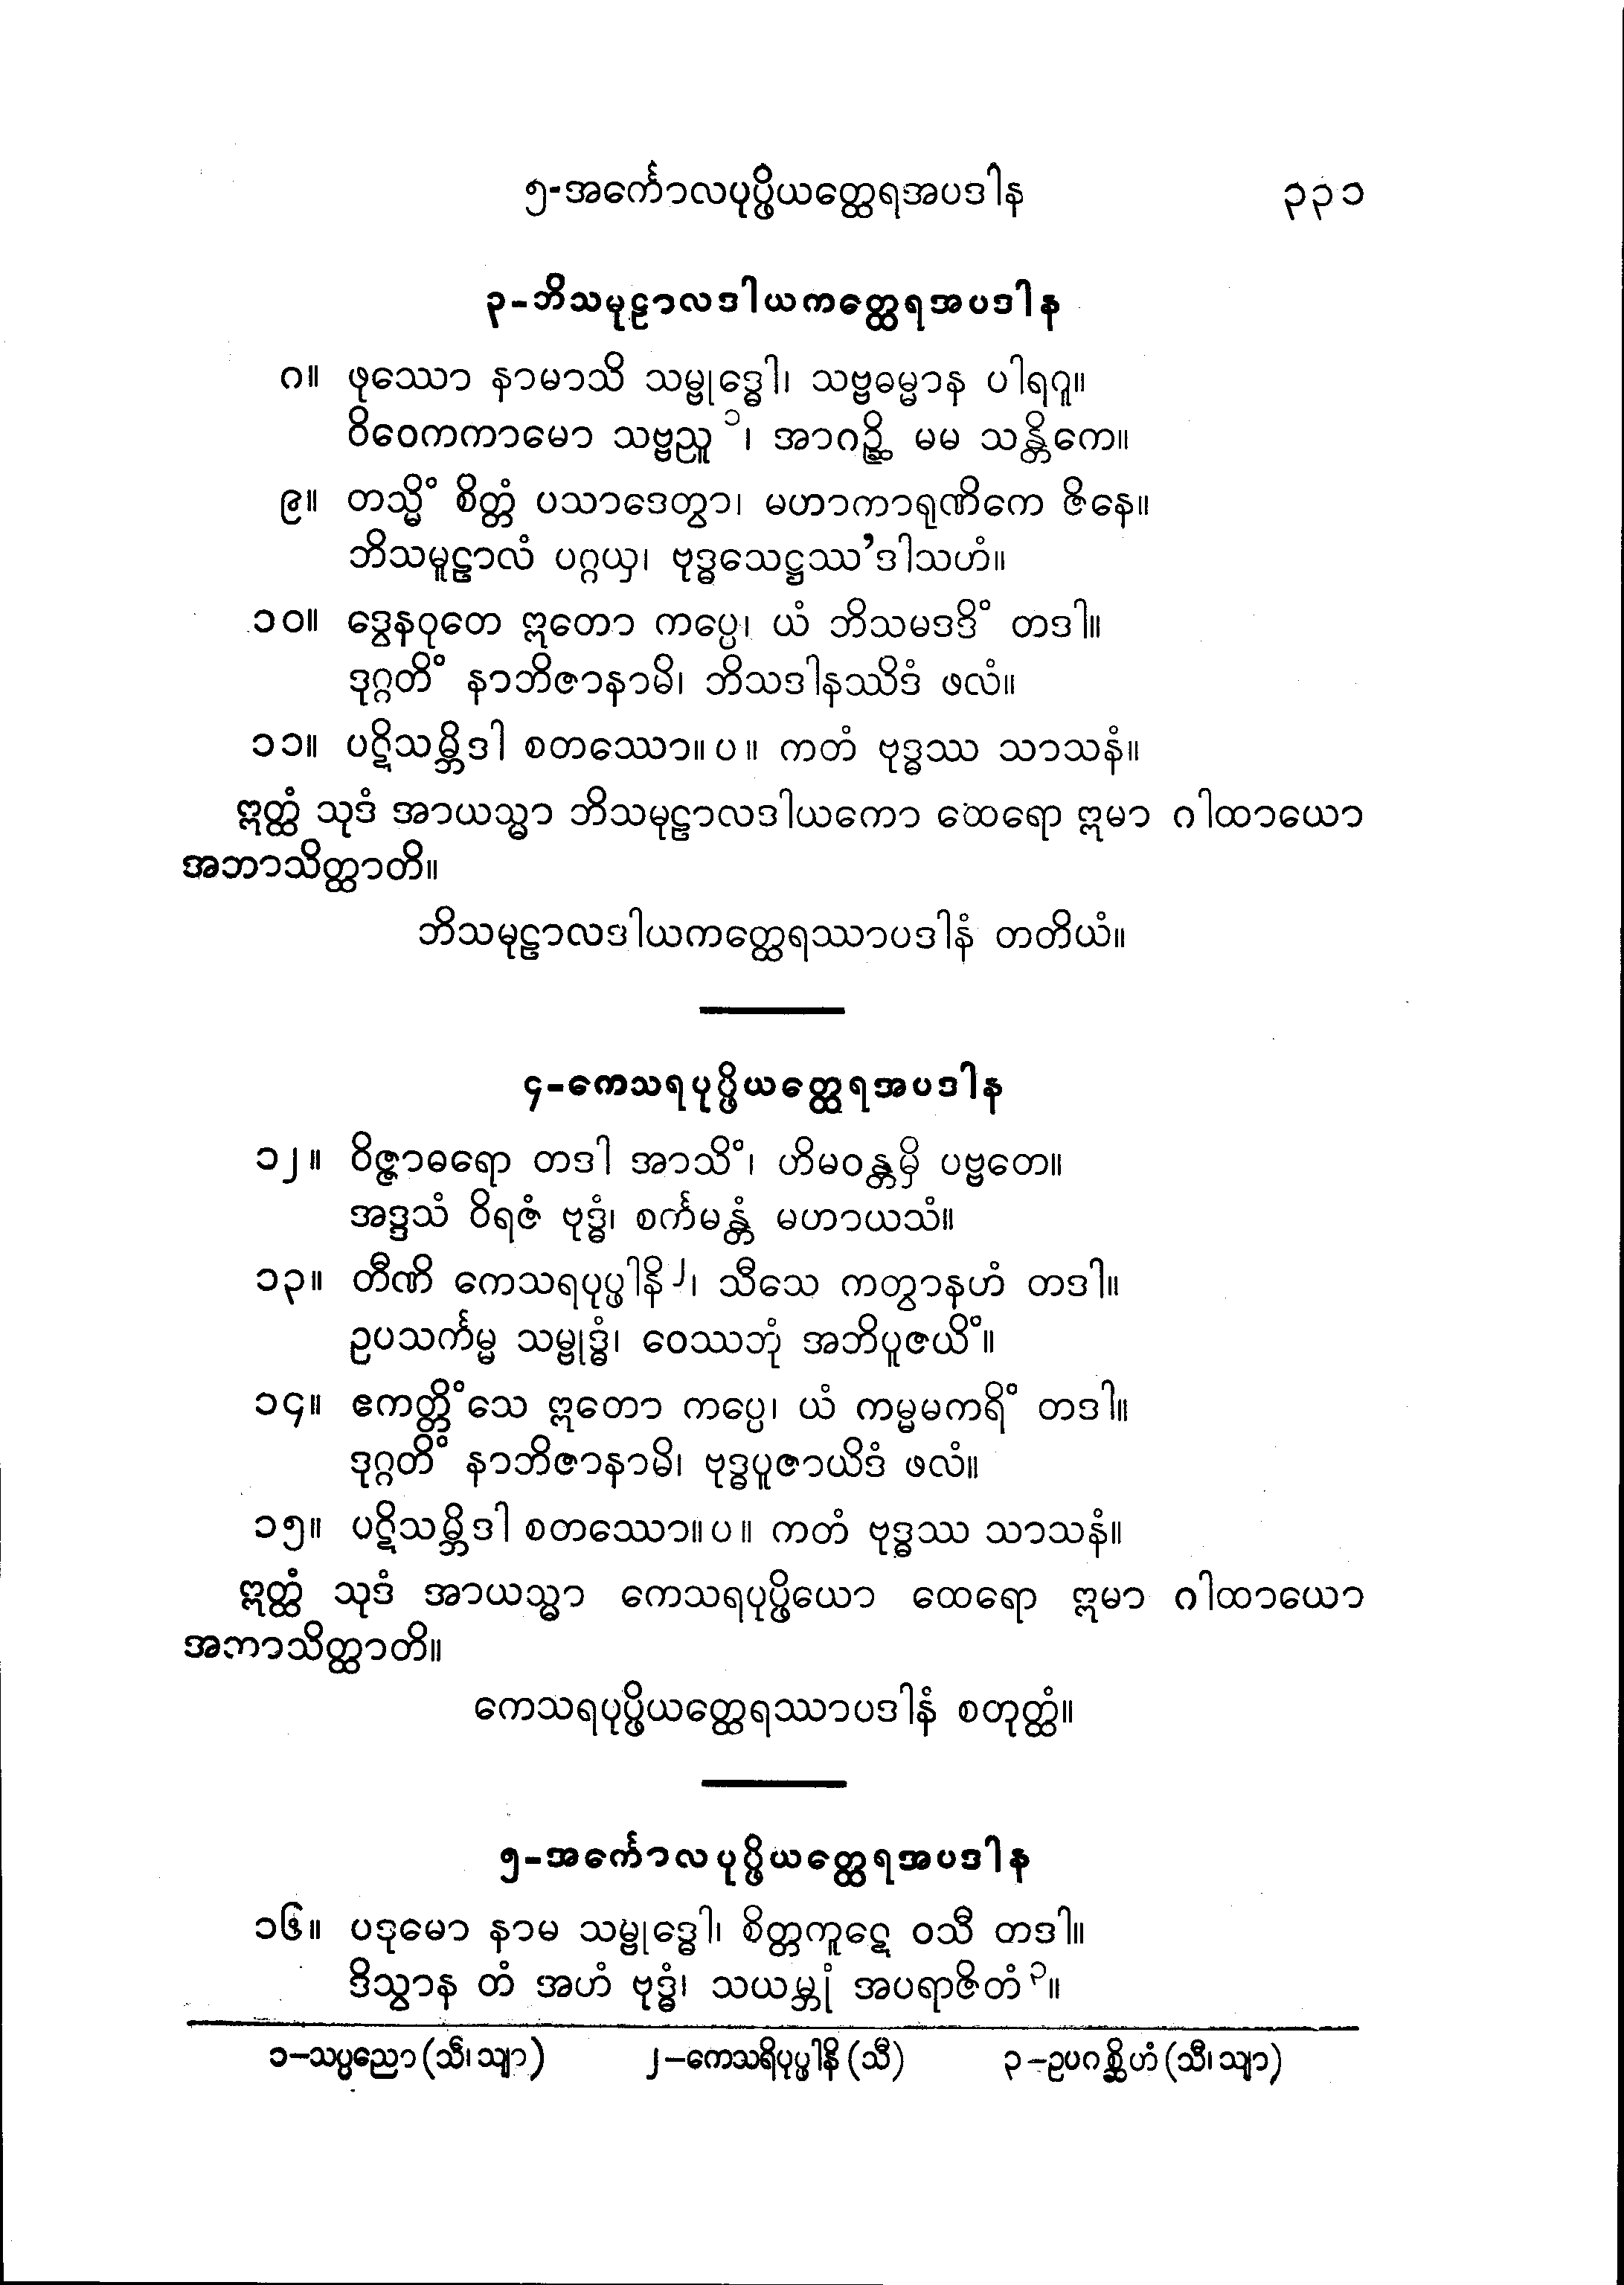 ၅-အင်္ကောလပုပ္ဖိယတ္ထေရအပဒါန ၃၃၁
၃-ဘိသမုဠာလဒါယကတ္ထေရအပဒါန
၈။ ဖုဿော နာမာသိ သမ္ဗုဒ္ဓေါ၊ သဗ္ဗဓမ္မာန ပါရဂူ။
ဝိဝေကကာမော သဗ္ဗညူ ၁၊ အာဂဉ္ဆိ မမ သန္တိကေ။
၉။ တသ္မိံ စိတ္တံ ပသာဒေတွာ၊ မဟာကာရုဏိကေ ဇိနေ။
ဘိသမူဠာလံ ပဂ္ဂယှ၊ ဗုဒ္ဓသေဋ္ဌဿ’ဒါသဟံ။
၁၀။ ဒွေနဝုတေ ဣတော ကပ္ပေ၊ ယံ ဘိသမဒဒိံ တဒါ။
ဒုဂ္ဂတိံ နာဘိဇာနာမိ၊ ဘိသဒါနဿိဒံ ဖလံ။
၁၁။ ပဋိသမ္ဘိဒါ စတဿော။ပ။ ကတံ ဗုဒ္ဓဿ သာသနံ။
ဣတ္ထံ သုဒံ အာယသ္မာ ဘိသမုဠာလဒါယကော ထေရော ဣမာ ဂါထာယော
အဘာသိတ္ထာတိ။
ဘိသမုဠာလဒါယကတ္ထေရဿာပဒါနံ တတိယံ။
၄-ကေသရပုပ္ဖိယတ္ထေရအပဒါန
၁၂။ ဝိဇ္ဇာဓရော တဒါ အာသိံ၊ ဟိမဝန္တမှိ ပဗ္ဗတေ။
အဒ္ဒသံ ဝိရဇံ ဗုဒ္ဓံ၊ စင်္ကမန္တံ မဟာယသံ။
၁၃။ တီဏိ ကေသရပုပ္ဖါနိ ၂၊ သီသေ ကတွာနဟံ တဒါ။
ဥပသင်္ကမ္မ သမ္ဗုဒ္ဓံ၊ ဝေဿဘုံ အဘိပူဇယိံ။
၁၄။ ဧကတ္တိံသေ ဣတော ကပ္ပေ၊ ယံ ကမ္မမကရိံ တဒါ။
ဒုဂ္ဂတိံ နာဘိဇာနာမိ၊ ဗုဒ္ဓပူဇာယိဒံ ဖလံ။
၁၅။ ပဋိသမ္ဘိဒါ စတဿော။ပ။ ကတံ ဗုဒ္ဓဿ သာသနံ။
ဣတ္ထံ သုဒံ အာယသ္မာ ကေသရပုပ္ဖိယော ထေရော ဣမာ ဂါထာယော
အဘာသိတ္ထာတိ။
ကေသရပုပ္ဖိယတ္ထေရဿာပဒါနံ စတုတ္ထံ။
၅-အင်္ကောလပုပ္ဖိယတ္ထေရအပဒါန
၁၆။ ပဒုမော နာမ သမ္ဗုဒ္ဓေါ၊ စိတ္တကူဋေ ဝသီ တဒါ။
ဒိသွာန တံ အဟံ ဗုဒ္ဓံ၊ သယမ္ဘုံ အပရာဇိတံ ၃။
၁–သပ္ပညော (သီ၊ သျာ) ၂–ကေသရိပုပ္ဖါနိ (သီ) ၃–ဥပဂစ္ဆိဟံ (သီ၊ သျာ)